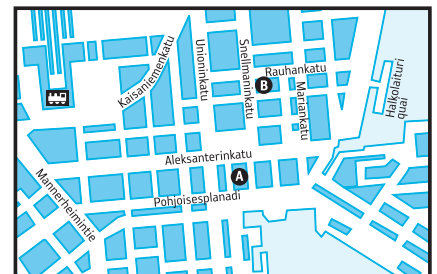 Kaisaniemenkatu
Unioninkatu
Snellmaninkatu
Rauhankatu
B
Mariankatu
Halkolaituri
quai
Aleksanterinkatu
A
Mannerheimintie
Pohjoisesplanadi